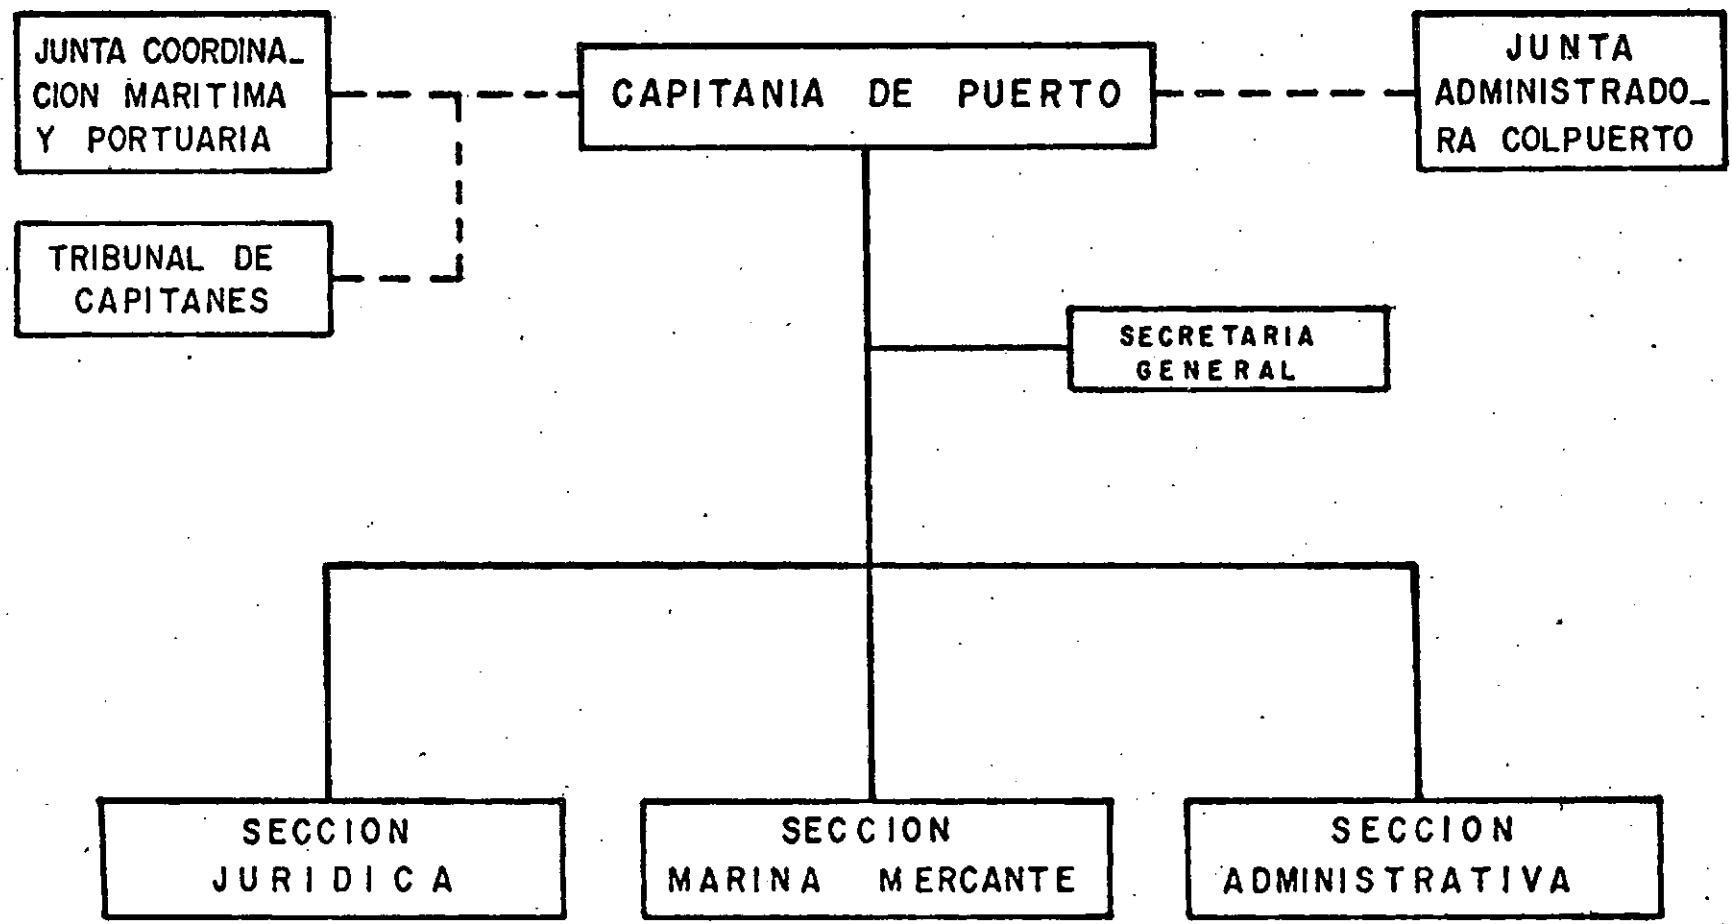 JUNTA COORDINA_
CION MARITIMA
Y PORTUARIA
CAPITANIA DE PUERTO
JUNTA
ADMINISTRADO_
RA COLPUERTO
TRIBUNAL DE
CAPITANES
SECRETARIA
GENERAL
SECCION
JURIDICA
SECCION
MARINA MERCANTE
SECCION
ADMINISTRATIVA